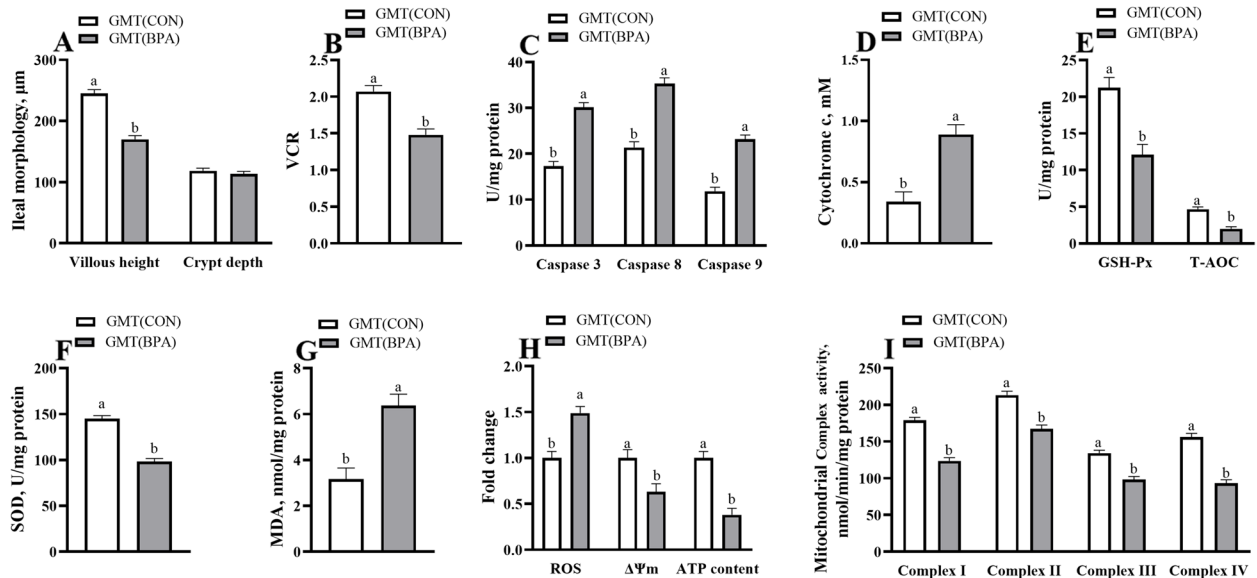 A
GMT(CON)
GMT(BPA)
Ileal morphology, μm
300
200
100
0
a
b
Villous height
Crypt depth
B
GMT(CON)
GMT(BPA)
VCR
2.5
2.0
1.5
1.0
0.5
0.0
a
b
C
GMT(CON)
GMT(BPA)
U/mg protein
40
30
20
10
0
b
a
b
a
b
a
Caspase 3
Caspase 8
Caspase 9
D
GMT(CON)
GMT(BPA)
Cytochrome c, mM
1.5
1.0
0.5
0.0
b
a
E
GMT(CON)
GMT(BPA)
U/mg protein
25
20
15
10
5
0
a
b
a
b
GSH-Px
T-AOC
F
GMT(CON)
GMT(BPA)
SOD, U/mg protein
200
150
100
50
0
a
b
G
GMT(CON)
GMT(BPA)
MDA, nmol/mg protein
8
6
4
2
0
b
a
H
GMT(CON)
GMT(BPA)
Fold change
2.0
1.5
1.0
0.5
0.0
b
a
a
b
a
b
ROS
ΔΨm
ATP content
I
GMT(CON)
GMT(BPA)
Mitochondrial Complex activity,
nmol/min/mg protein
250
200
150
100
50
0
a
b
a
b
a
b
a
b
Complex I
Complex II
Complex III
Complex IV